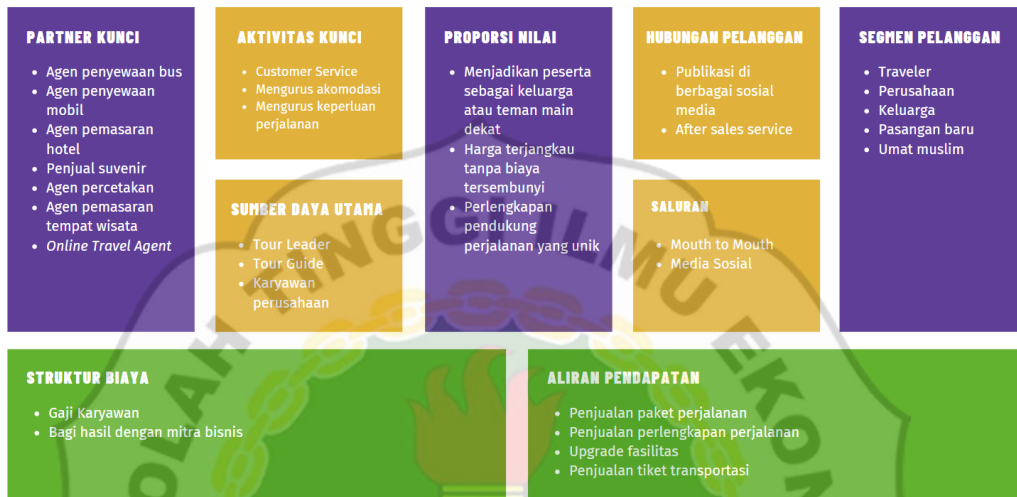 PARTNER KUNCI
• Agen penyewaan bus
• Agen penyewaan
mobil
• Agen pemasaran
hotel
• Penjual suvenir
• Agen percetakan
• Agen pemasaran
tempat wisata
• Online Travel Agent
AKTIVITAS KUNCI
• Customer Service
• Mengurus akomodasi
• Mengurus keperluan
perjalanan
SUMBER DAYA UTAMA
• Tour Leader
• Tour Guide
• Karyawan
perusahaan
PROPORSI NILAI
• Menjadikan peserta
sebagai keluarga
atau teman main
dekat
• Harga terjangkau
tanpa biaya
tersembunyi
• Perlengkapan
pendukung
perjalanan yang unik
HUBUNGAN PELANGGAN
• Publikasi di
berbagai sosial
media
• After sales service
SALURAN
• Mouth to Mouth
• Media Sosial
SEGMEN PELANGGAN
• Traveler
• Perusahaan
• Keluarga
• Pasangan baru
• Umat muslim
STRUKTUR BIAYA
• Gaji Karyawan
• Bagi hasil dengan mitra bisnis
ALIRAN PENDAPATAN
• Penjualan paket perjalanan
• Penjualan perlengkapan perjalanan
• Upgrade fasilitas
• Penjualan tiket transportasi
OLAH TINGGI ILMU EKON